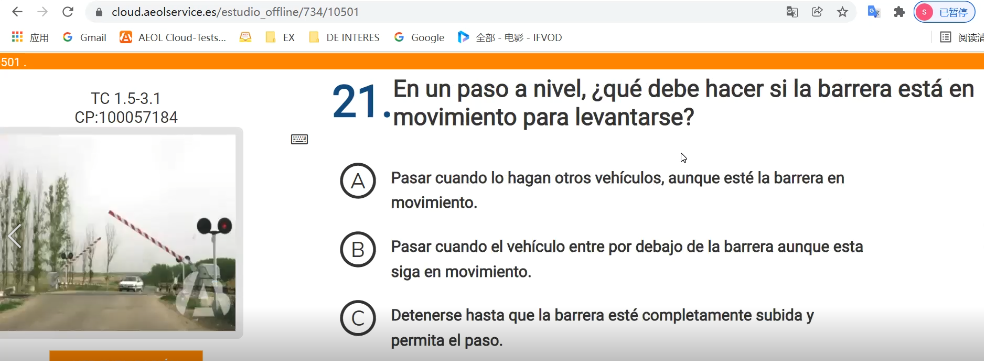 cloud.aeolservice.es/estudio_offline/734/10501
S 已暂停
应用 Gmail AEOL Cloud-Tests... EX DE INTERES Google 全部 - 电影 - IFVOD 阅读清
501 .
TC 1.5-3.1
CP:100057184
21. En un paso a nivel, ¿qué debe hacer si la barrera está en
movimiento para levantarse?
A Pasar cuando lo hagan otros vehículos, aunque esté la barrera en
movimiento.
B Pasar cuando el vehículo entre por debajo de la barrera aunque esta
siga en movimiento.
C Detenerse hasta que la barrera esté completamente subida y
permita el paso.